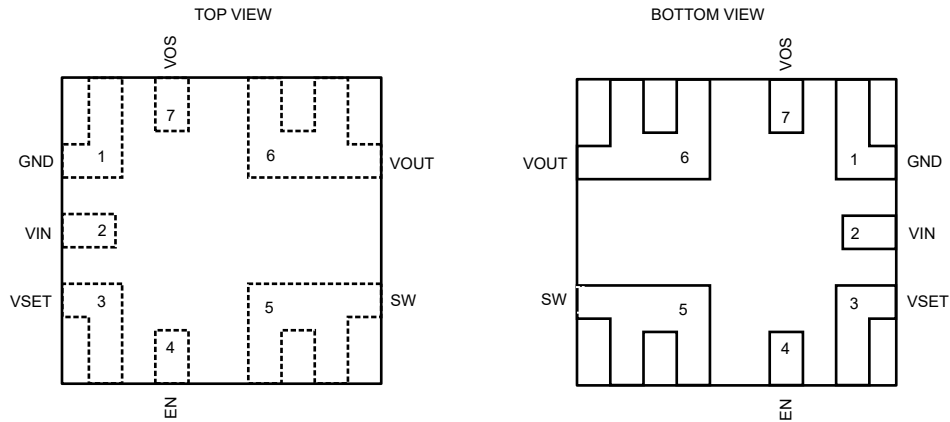 TOP VIEW
BOTTOM VIEW
VOS
7
GND
1
6
VOUT
VIN
2
VSET
3
5
SW
4
EN
VOS
7
VOUT
6
1
GND
2
VIN
SW
5
3
VSET
4
EN